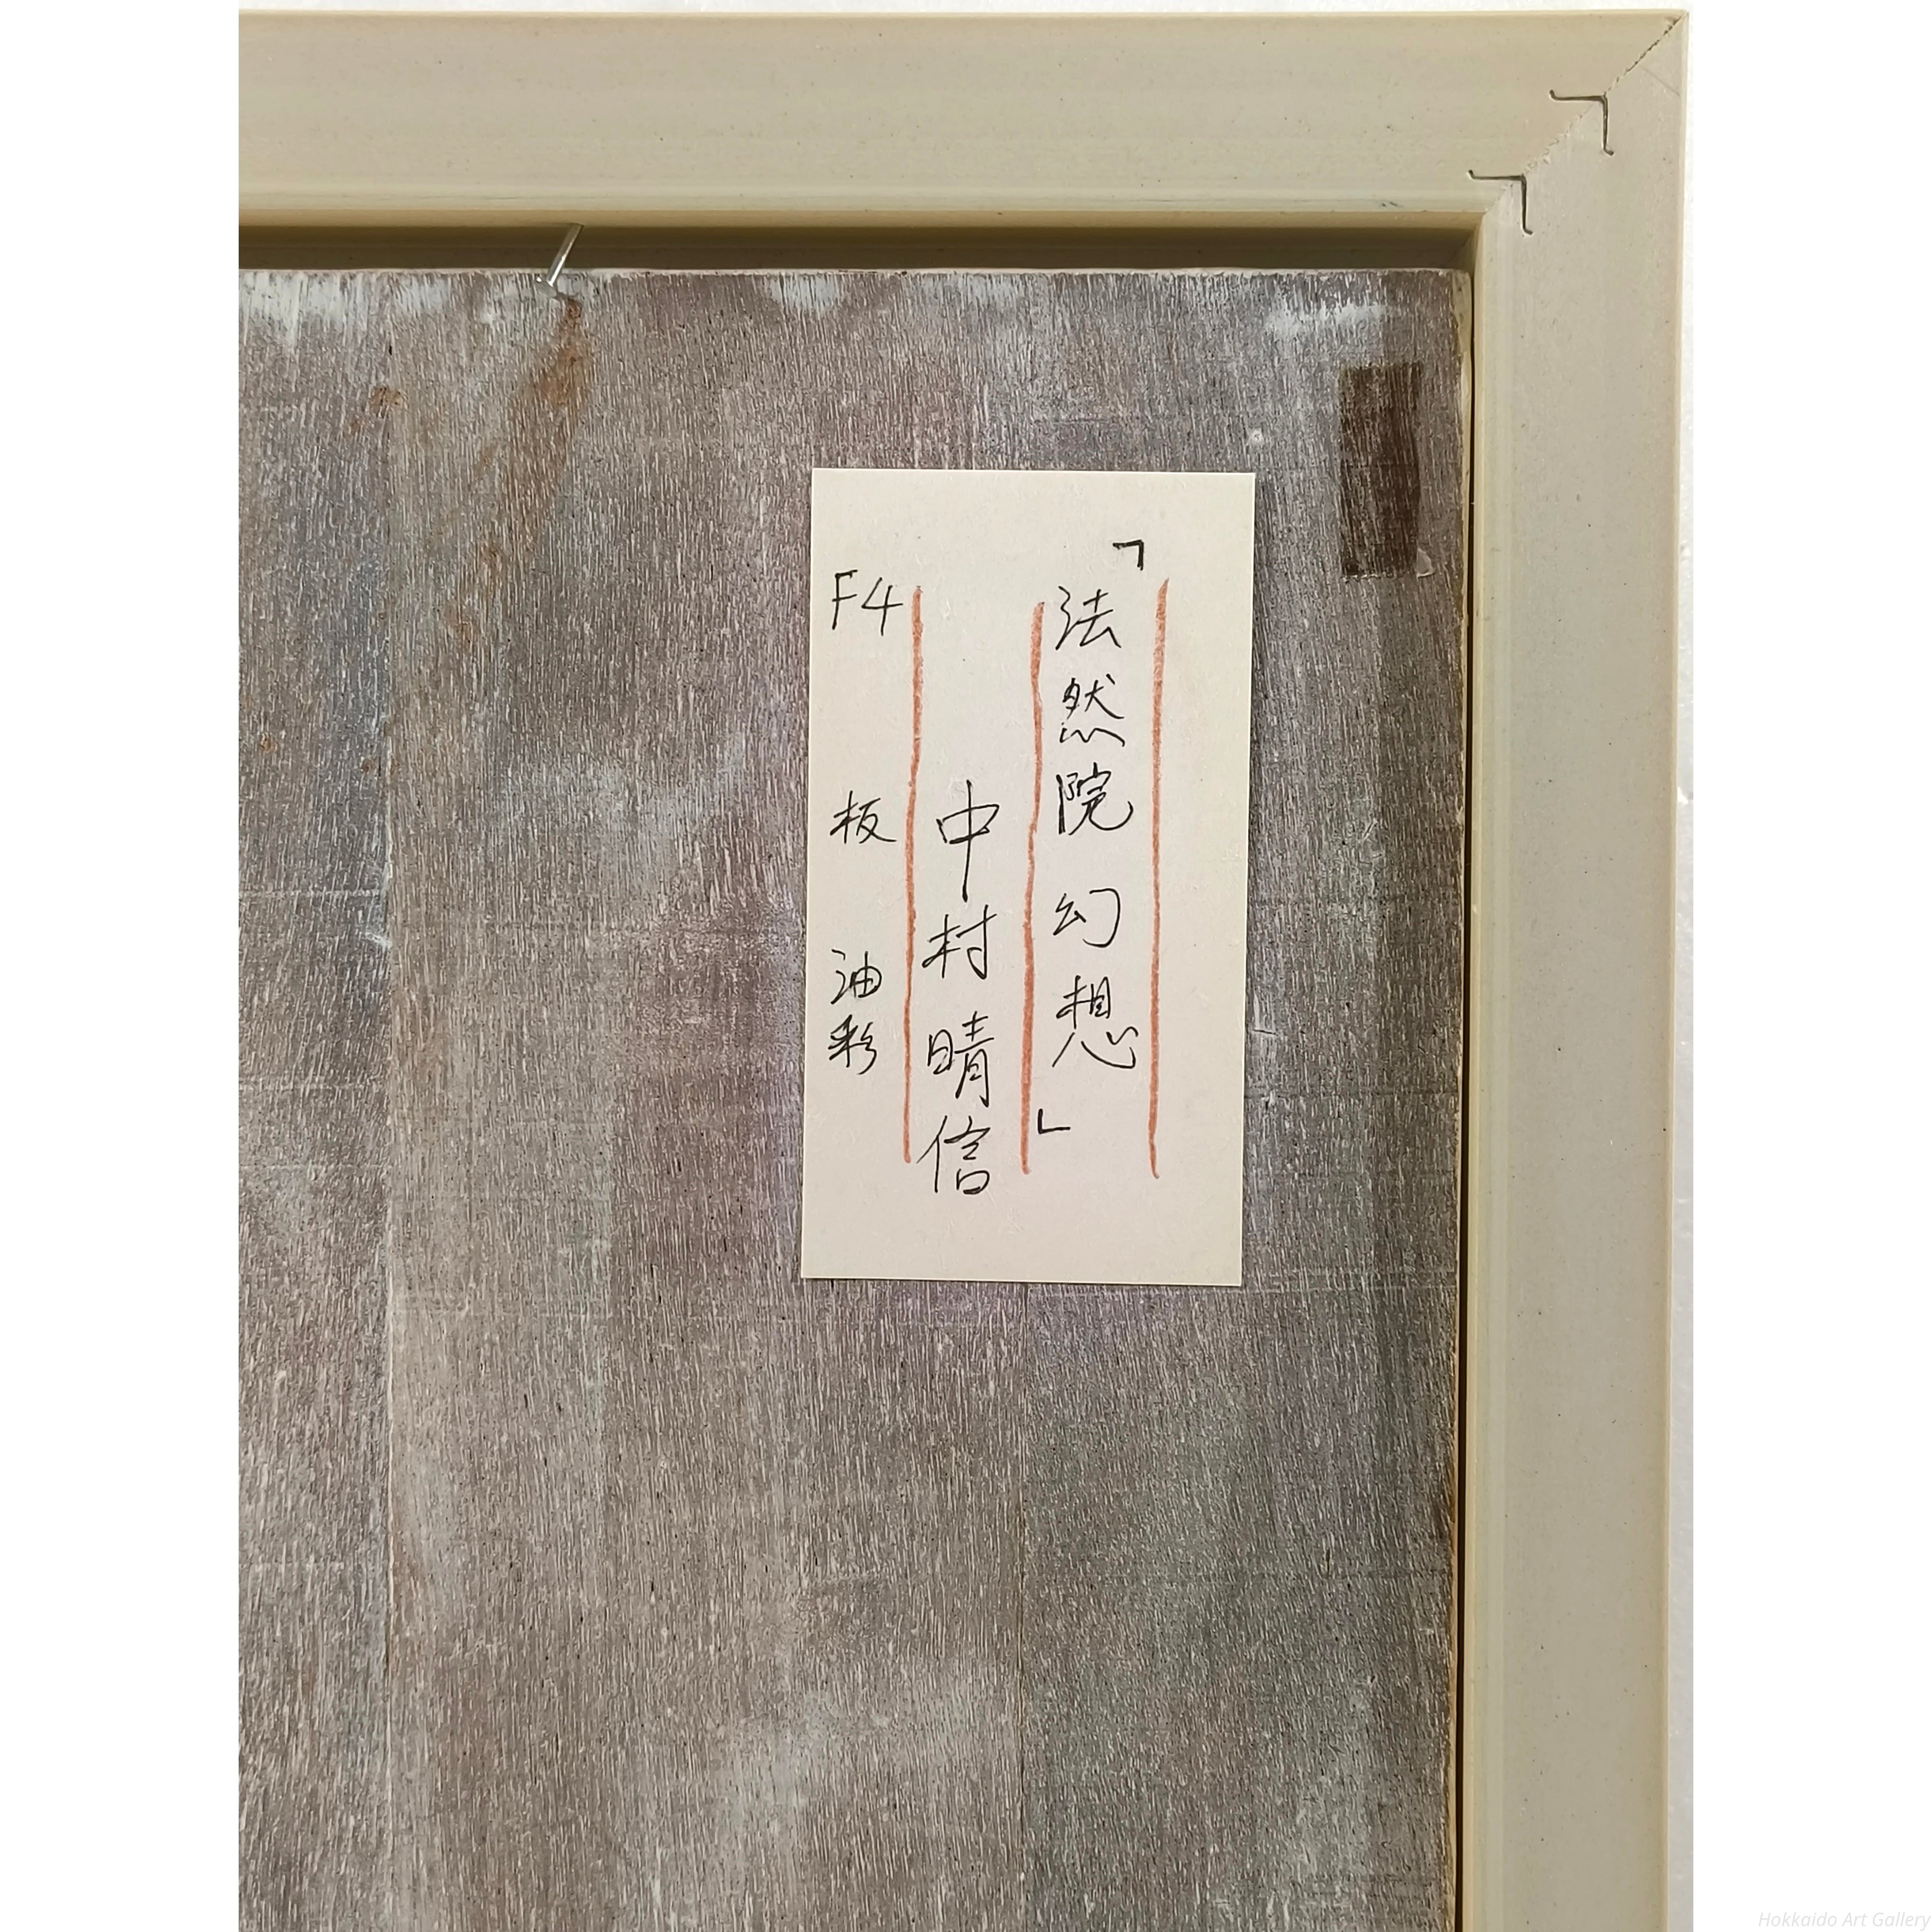 「法然院幻想」
中村晴信
F4 板 油彩
Hokkaido Art Gallery